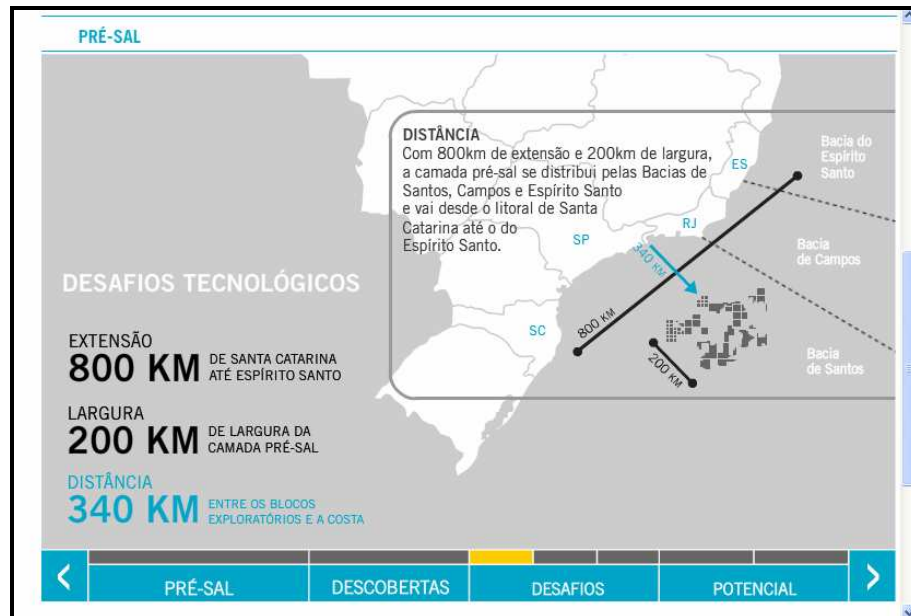 PRÉ-SAL
DISTÂNCIA
Com 800km de extensão e 200km de largura,
a camada pré-sal se distribui pelas Bacias de
Santos, Campos e Espírito Santo
e vai desde o litoral de Santa
Catarina até o do
Espírito Santo.
Bacia do
Espírito
Santo
ES
RJ
SP
340 KM
Bacia
de Campos
SC
800 KM
200 KM
Bacia
de Santos
DESAFIOS TECNOLÓGICOS
EXTENSÃO
800 KM DE SANTA CATARINA
ATÉ ESPÍRITO SANTO
LARGURA
200 KM DE LARGURA DA
CAMADA PRÉ-SAL
DISTÂNCIA
340 KM ENTRE OS BLOCOS
EXPLORATÓRIOS E A COSTA
PRÉ-SAL
DESCOBERTAS
DESAFIOS
POTENCIAL